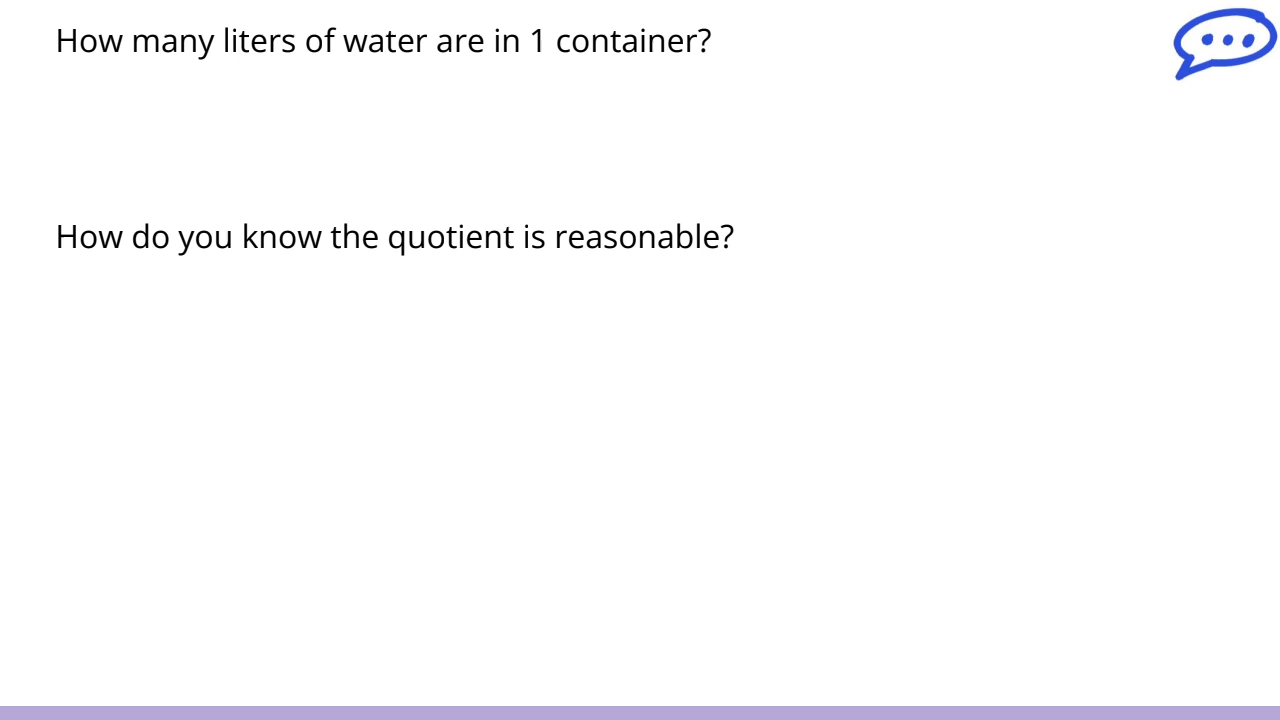 How many liters of water are in 1 container?
How do you know the quotient is reasonable?